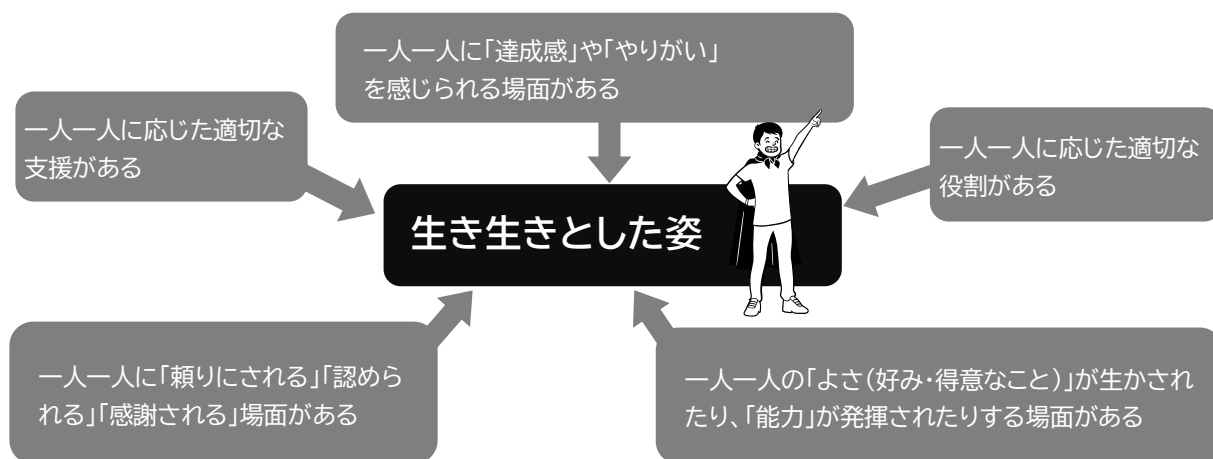 一人一人に「達成感」や「やりがい」
を感じられる場面がある
一人一人に応じた適切な
支援がある
一人一人に応じた適切な
役割がある
生き生きとした姿
一人一人に「頼りにされる」「認めら
れる」「感謝される」場面がある
一人一人の「よさ（好み・得意なこと）」が生かされ
たり、「能力」が発揮されたりする場面がある